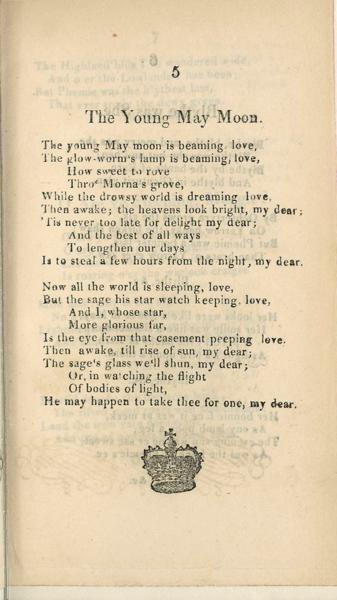 5
The Young May Moon.
The young May moon is beaming, love,
The glow-worm's lamp is beaming, love,
How sweet to rove
Thro' Morna's grove,
While the drowsy world is dreaming love.
Then awake; the heavens look bright, my dear;
'Tis never too late for delight my dear;
And the best of all ways
To lengthen our days
Is to steal a few hours from the night, my dear.
Now all the world is sleeping, love,
But the sage his star watch keeping, love,
And I, whose star,
More glorious far,
Is the eye from that casement peeping love.
Then awake, till rise of sun, my dear;
The sage's glass we'll shun, my dear;
Or, in watching the flight
Of bodies of light,
He may happen to take thee for one, my dear.